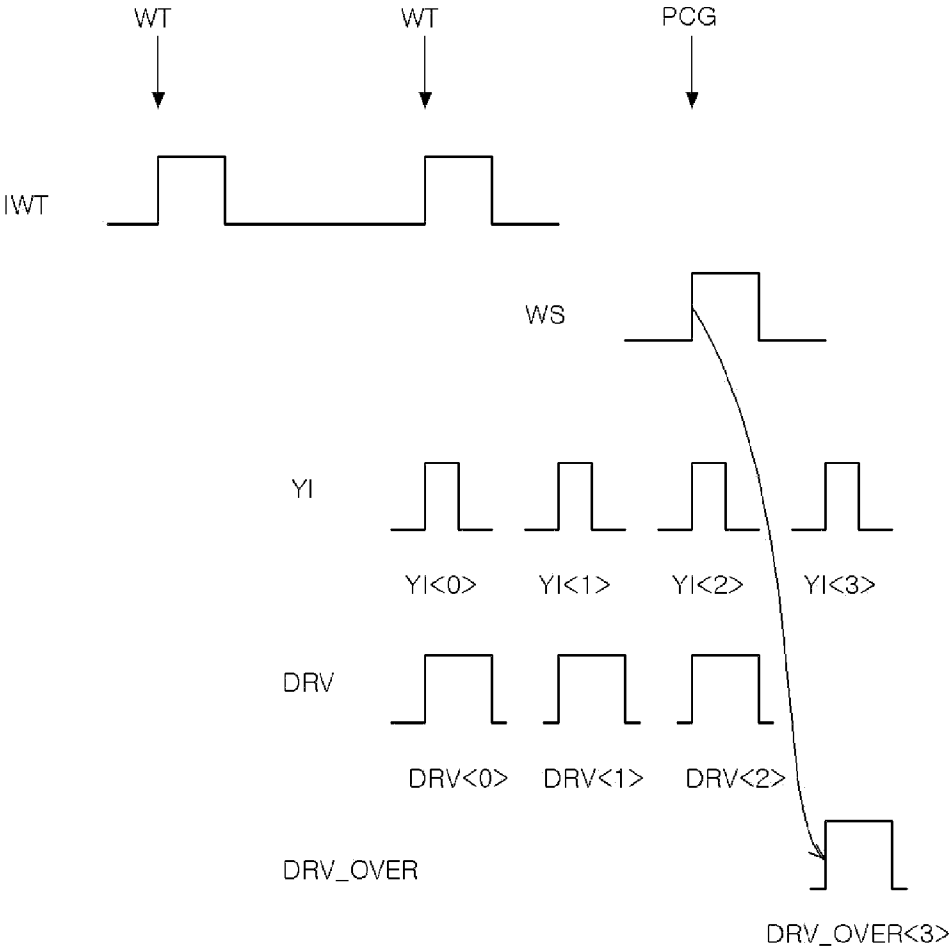 WT WT PCG
IWT
WS
YI
YI<0> YI<1> YI<2> YI<3>
DRV
DRV<0> DRV<1> DRV<2>
DRV_OVER
DRV_OVER<3>